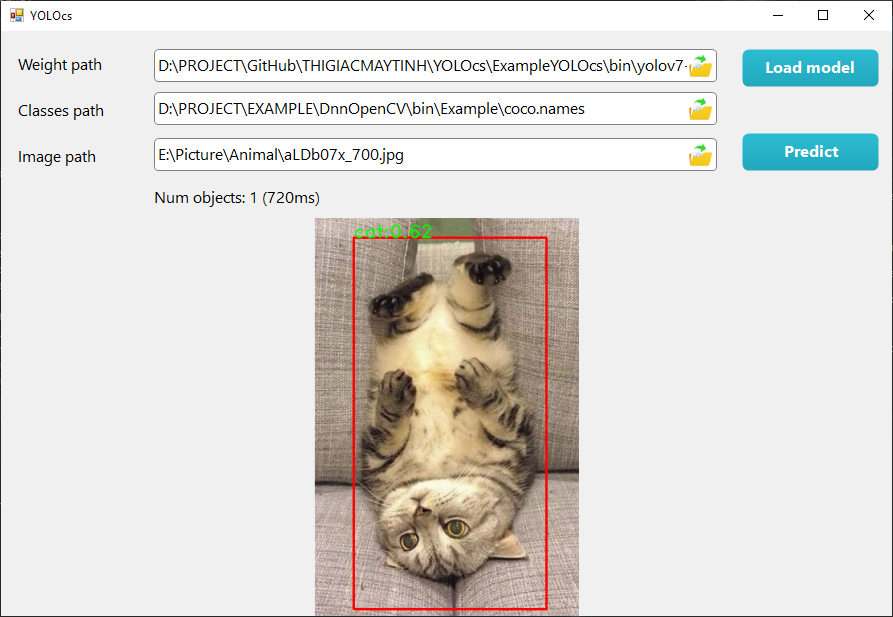 YOLOcs
Weight path
D:\PROJECT\GitHub\THIGIACMAYTINH\YOLOcs\ExampleYOLOcs\bin\yolov7-
Load model
Classes path
D:\PROJECT\EXAMPLE\DnnOpenCV\bin\Example\coco.names
Image path
E:\Picture\Animal\aLDb07x_700.jpg
Predict
Num objects: 1 (720ms)
cat:0.62